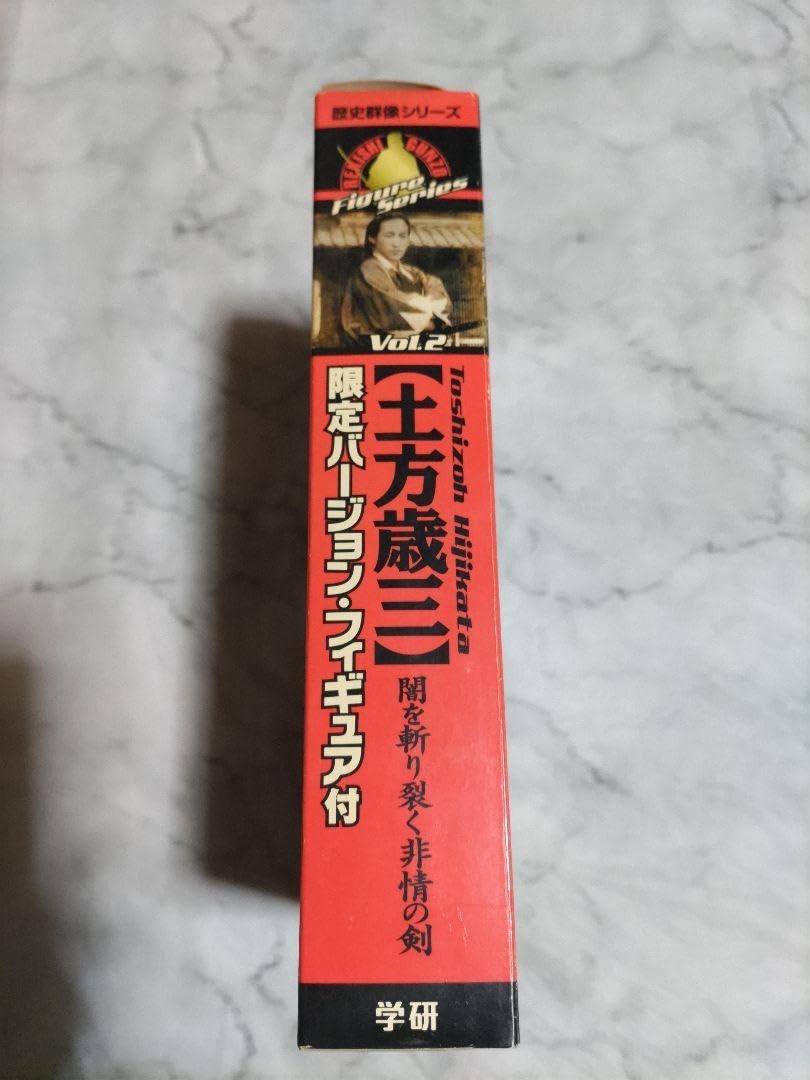 歴史群像シリーズ
REKISHI GUNZO
Figure
Series
Vol.2
Toshizoh Hijikata
【土方歳三】
闇を斬り裂く非情の剣
限定バージョン・フィギュア付
学研